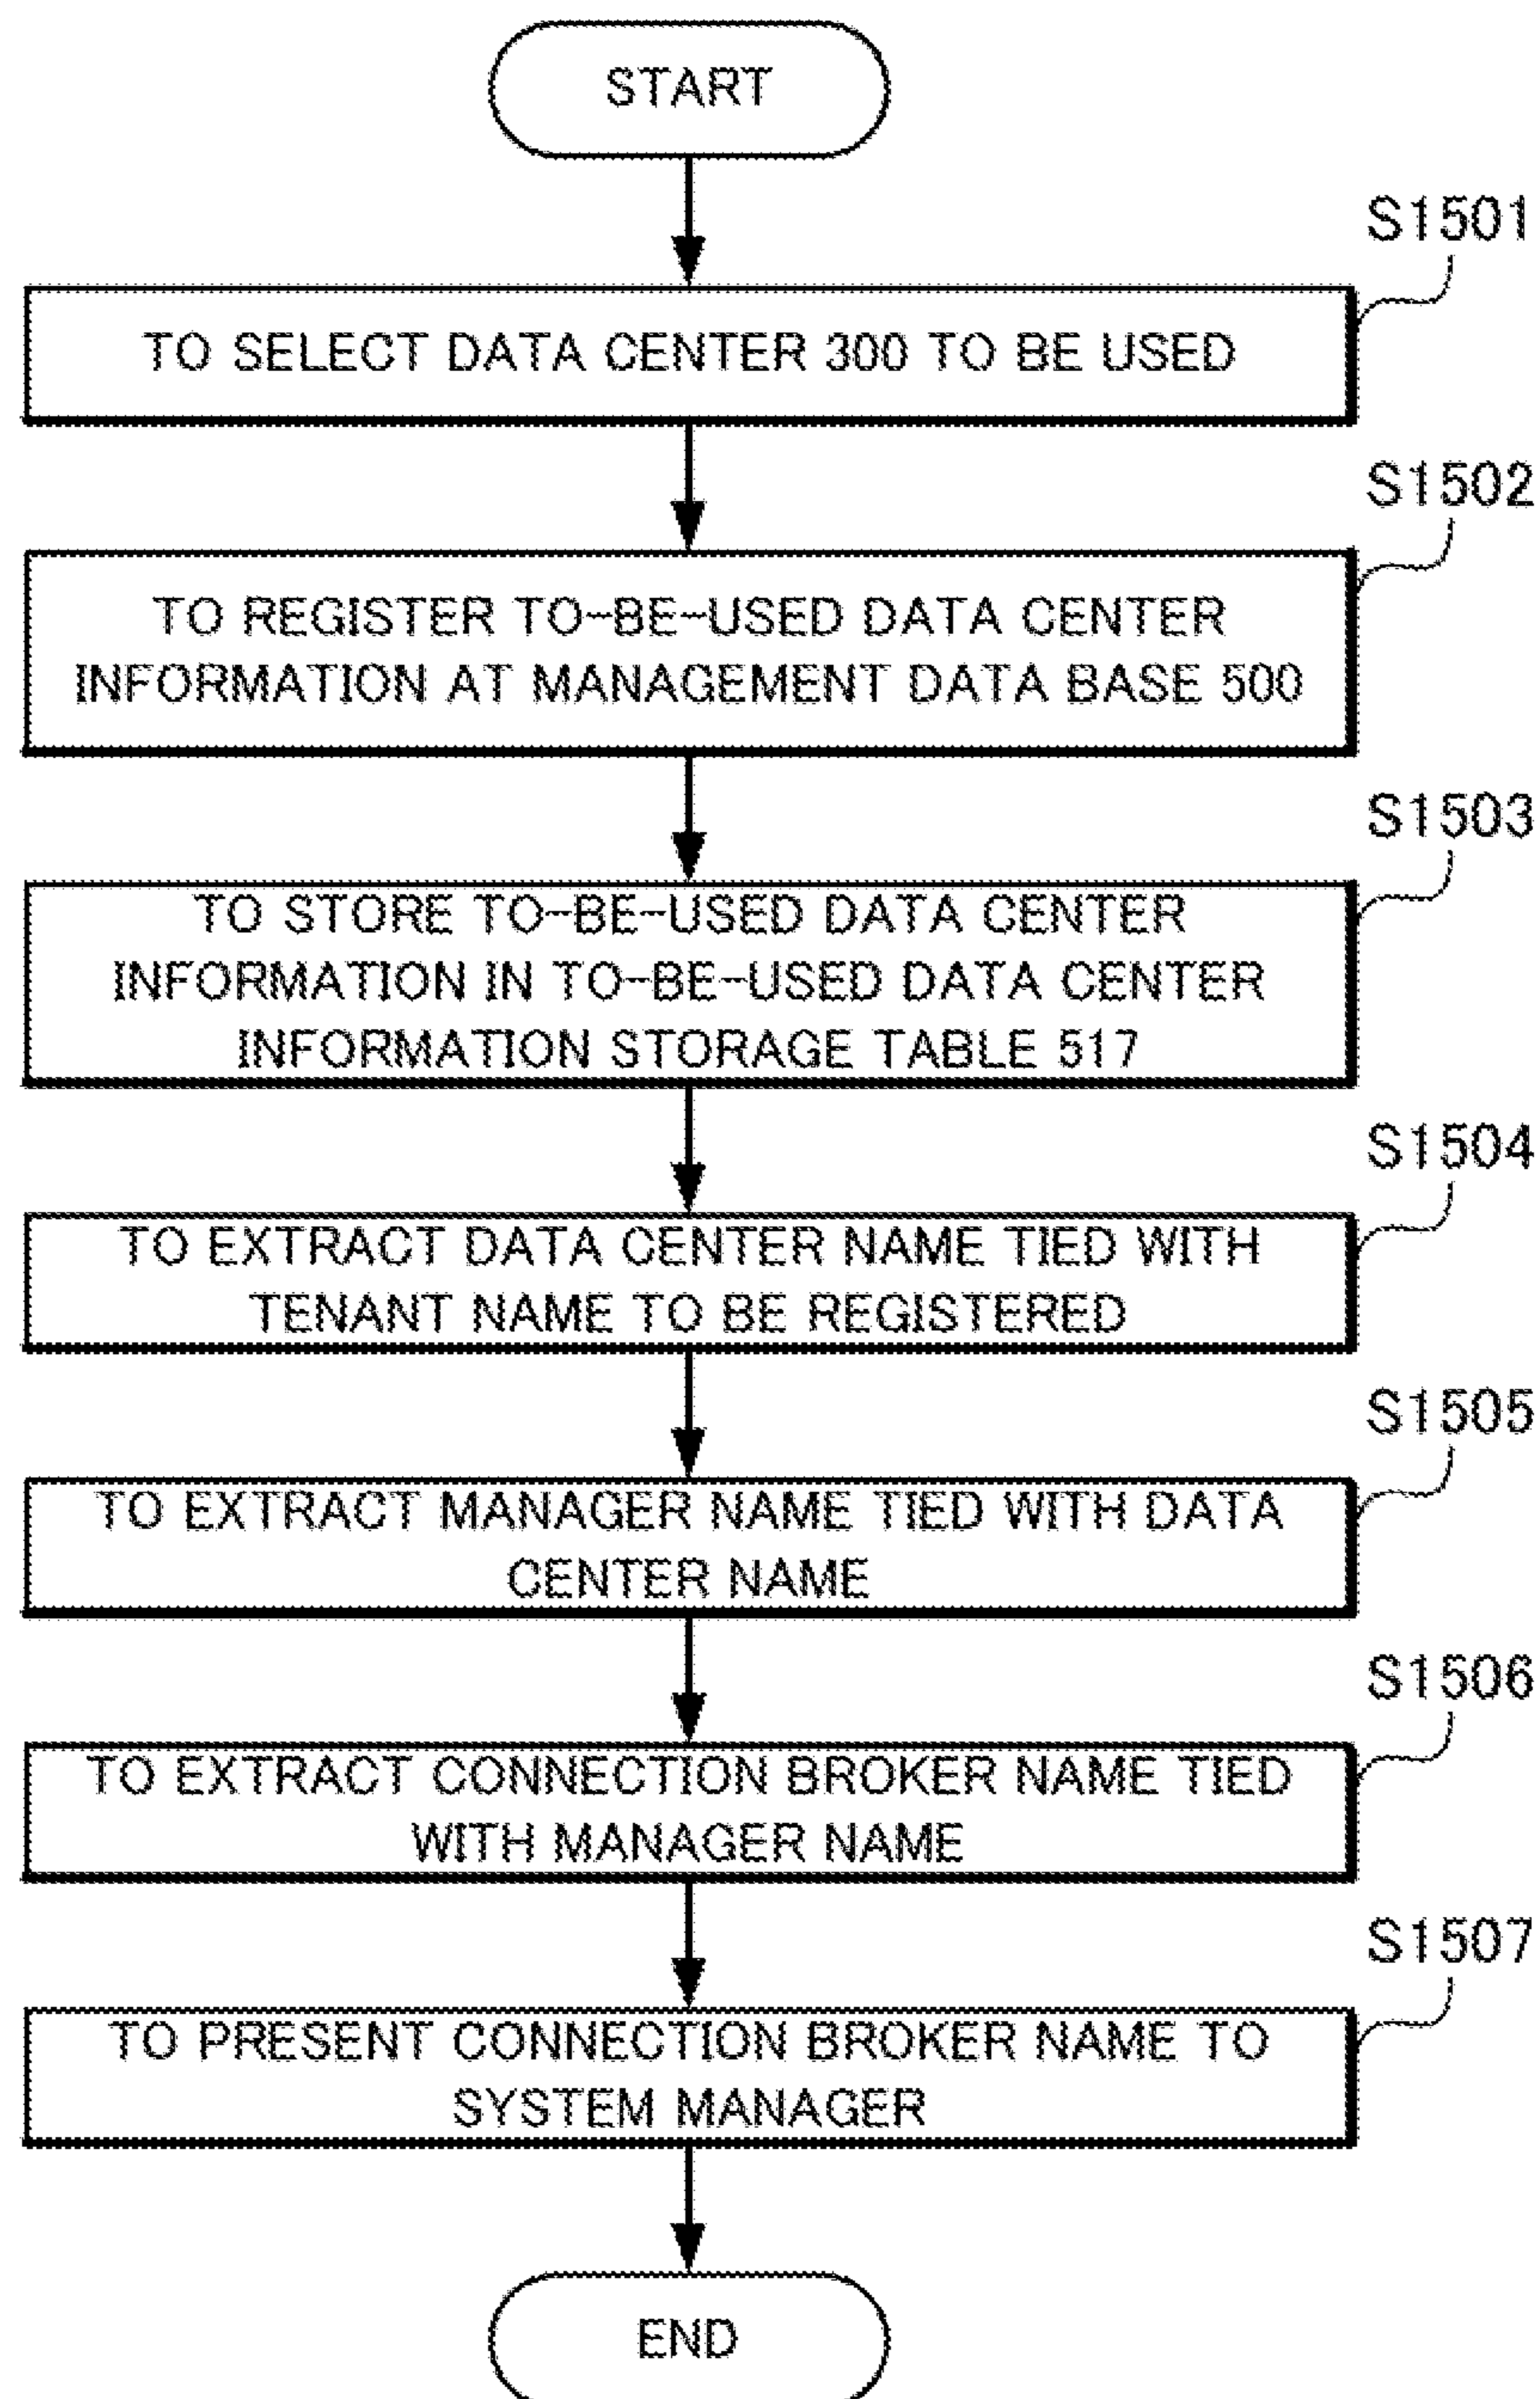 START
S1501
TO SELECT DATA CENTER 300 TO BE USED
S1502
TO REGISTER TO-BE-USED DATA CENTER
INFORMATION AT MANAGEMENT DATA BASE 500
S1503
TO STORE TO-BE-USED DATA CENTER
INFORMATION IN TO-BE-USED DATA CENTER
INFORMATION STORAGE TABLE 517
S1504
TO EXTRACT DATA CENTER NAME TIED WITH
TENANT NAME TO BE REGISTERED
S1505
TO EXTRACT MANAGER NAME TIED WITH DATA
CENTER NAME
S1506
TO EXTRACT CONNECTION BROKER NAME TIED
WITH MANAGER NAME
S1507
TO PRESENT CONNECTION BROKER NAME TO
SYSTEM MANAGER
END